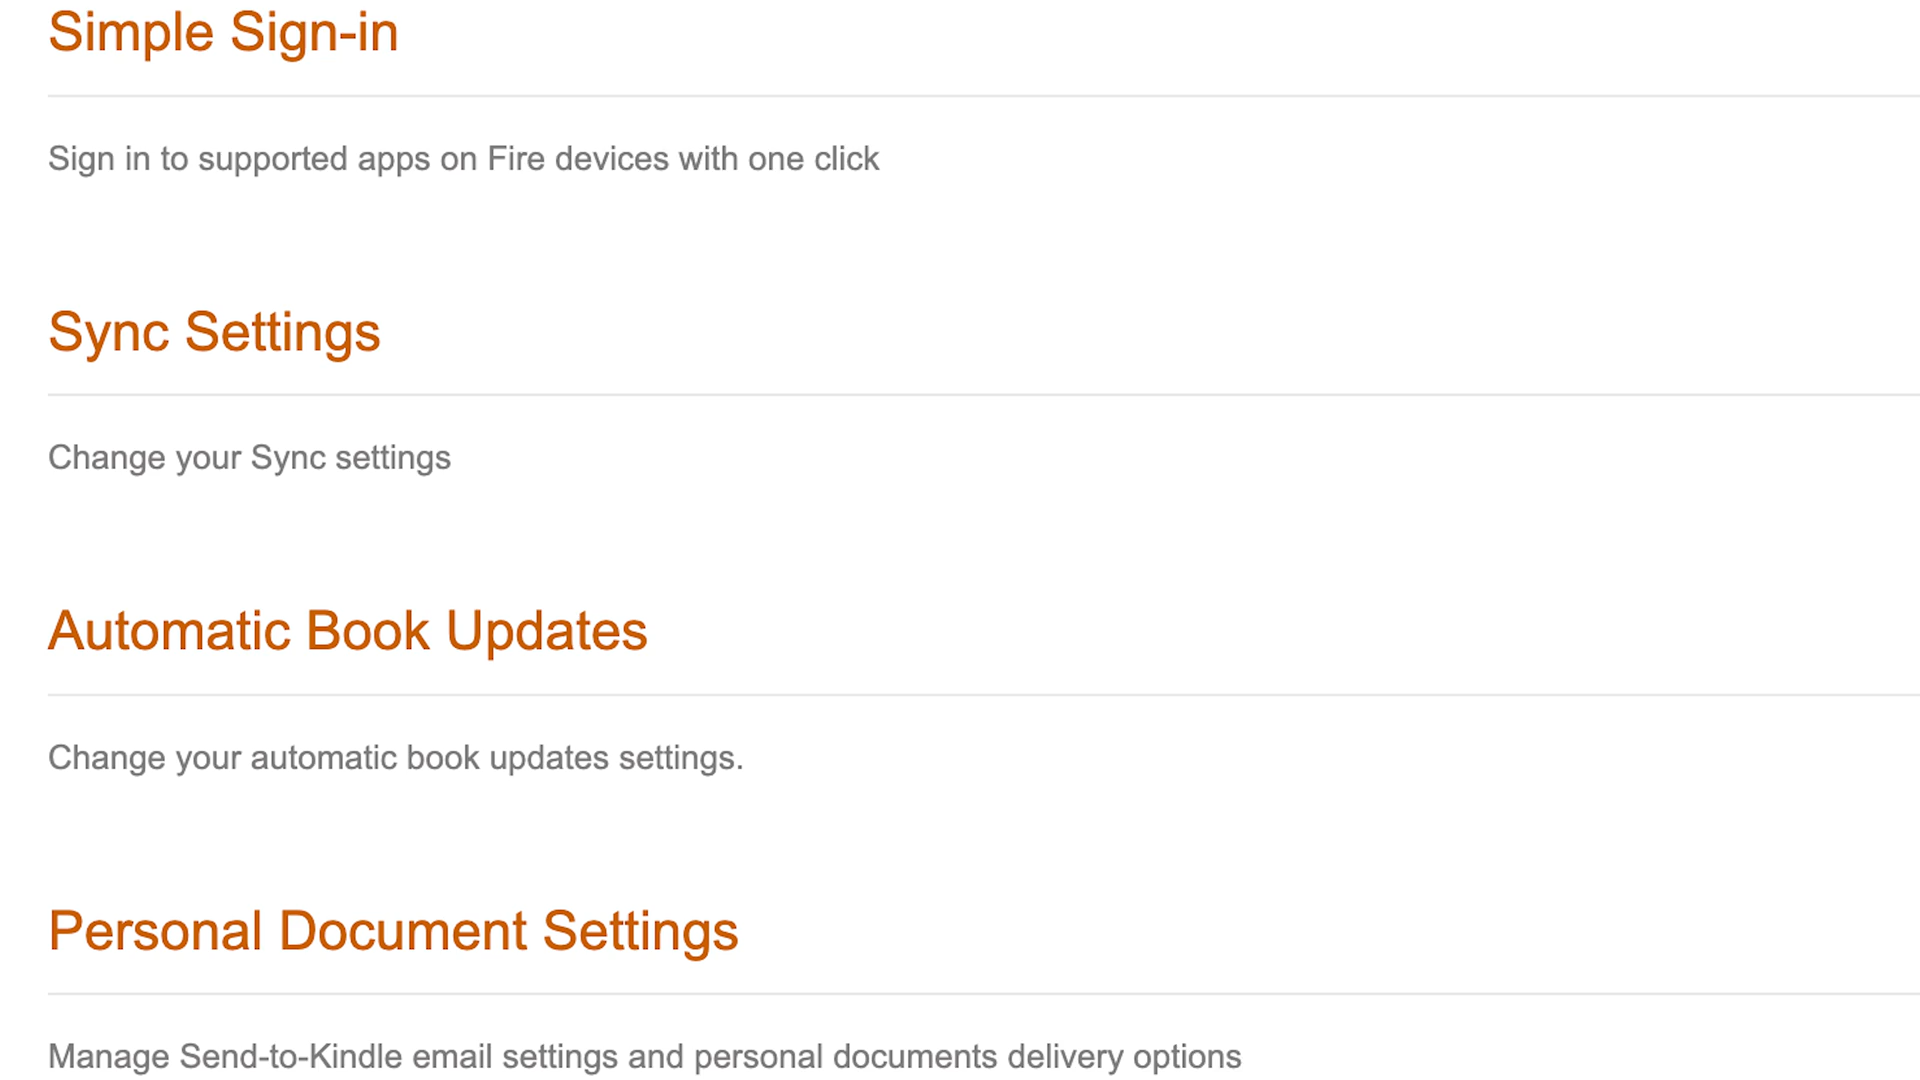 Simple Sign-in
Sign in to supported apps on Fire devices with one click
Sync Settings
Change your Sync settings
Automatic Book Updates
Change your automatic book updates settings.
Personal Document Settings
Manage Send-to-Kindle email settings and personal documents delivery options